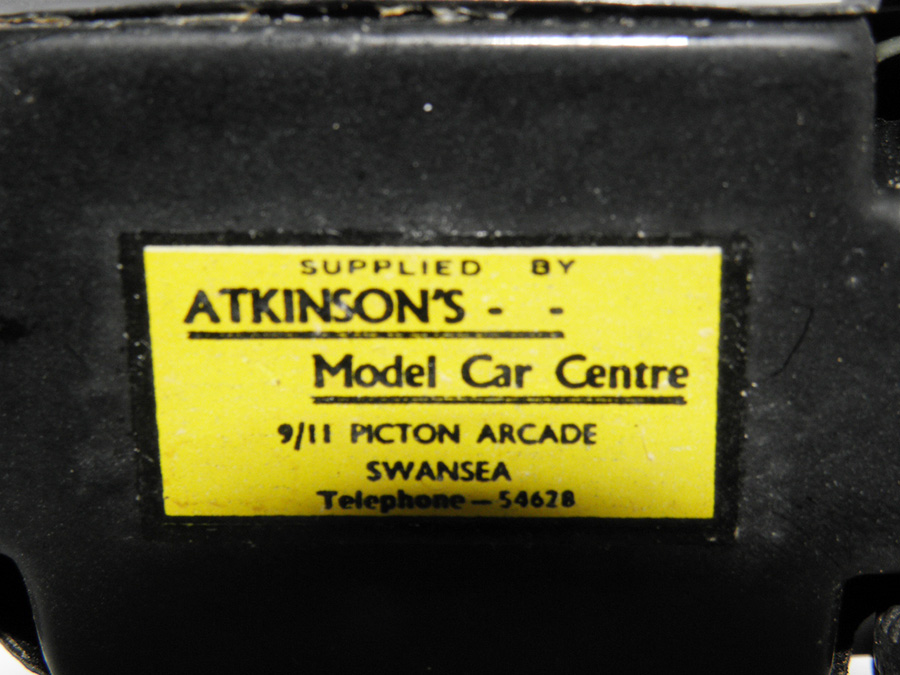 SUPPLIED BY
ATKINSON'S - -
Model Car Centre
9/11 PICTON ARCADE
SWANSEA
Telephone — 54628